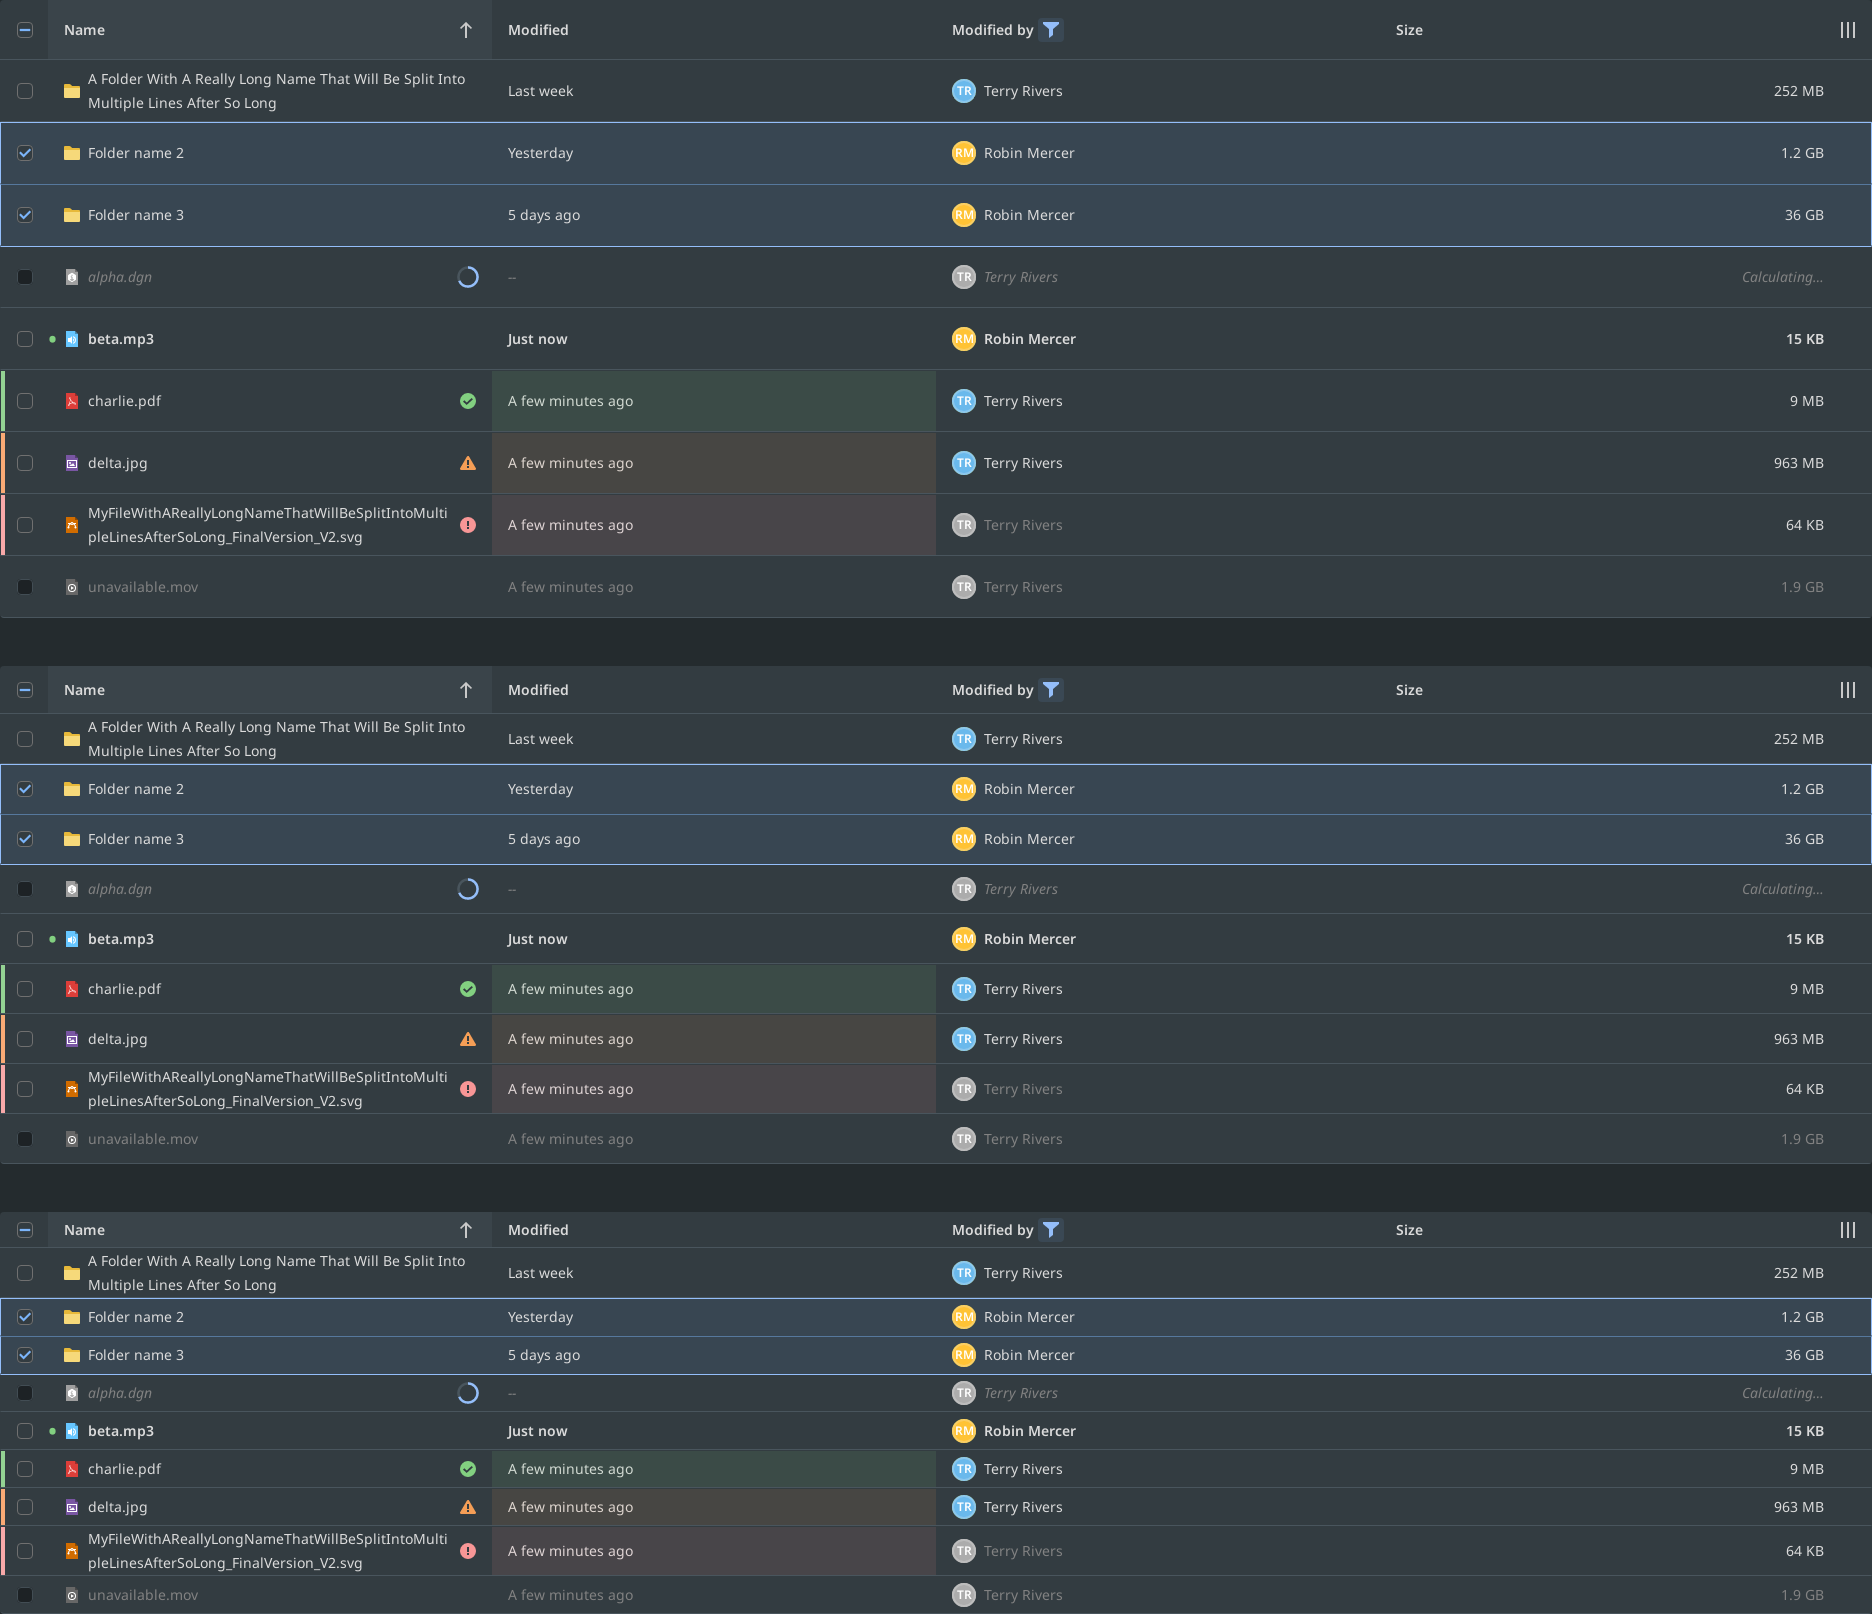 Name Modified Modified by Size
A Folder With A Really Long Name That Will Be Split Into
Multiple Lines After So Long
Last week TR Terry Rivers 252 MB
Folder name 2 Yesterday RM Robin Mercer 1.2 GB
Folder name 3 5 days ago RM Robin Mercer 36 GB
alpha.dgn -- TR Terry Rivers Calculating...
beta.mp3 Just now RM Robin Mercer 15 KB
charlie.pdf A few minutes ago TR Terry Rivers 9 MB
delta.jpg A few minutes ago TR Terry Rivers 963 MB
MyFileWithAReallyLongNameThatWillBeSplitIntoMulti
pleLinesAfterSoLong_FinalVersion_V2.svg
A few minutes ago TR Terry Rivers 64 KB
unavailable.mov A few minutes ago TR Terry Rivers 1.9 GB
Name Modified Modified by Size
A Folder With A Really Long Name That Will Be Split Into
Multiple Lines After So Long
Last week TR Terry Rivers 252 MB
Folder name 2 Yesterday RM Robin Mercer 1.2 GB
Folder name 3 5 days ago RM Robin Mercer 36 GB
alpha.dgn -- TR Terry Rivers Calculating...
beta.mp3 Just now RM Robin Mercer 15 KB
charlie.pdf A few minutes ago TR Terry Rivers 9 MB
delta.jpg A few minutes ago TR Terry Rivers 963 MB
MyFileWithAReallyLongNameThatWillBeSplitIntoMulti
pleLinesAfterSoLong_FinalVersion_V2.svg
A few minutes ago TR Terry Rivers 64 KB
unavailable.mov A few minutes ago TR Terry Rivers 1.9 GB
Name Modified Modified by Size
A Folder With A Really Long Name That Will Be Split Into
Multiple Lines After So Long
Last week TR Terry Rivers 252 MB
Folder name 2 Yesterday RM Robin Mercer 1.2 GB
Folder name 3 5 days ago RM Robin Mercer 36 GB
alpha.dgn -- TR Terry Rivers Calculating...
beta.mp3 Just now RM Robin Mercer 15 KB
charlie.pdf A few minutes ago TR Terry Rivers 9 MB
delta.jpg A few minutes ago TR Terry Rivers 963 MB
MyFileWithAReallyLongNameThatWillBeSplitIntoMulti
pleLinesAfterSoLong_FinalVersion_V2.svg
A few minutes ago TR Terry Rivers 64 KB
unavailable.mov A few minutes ago TR Terry Rivers 1.9 GB